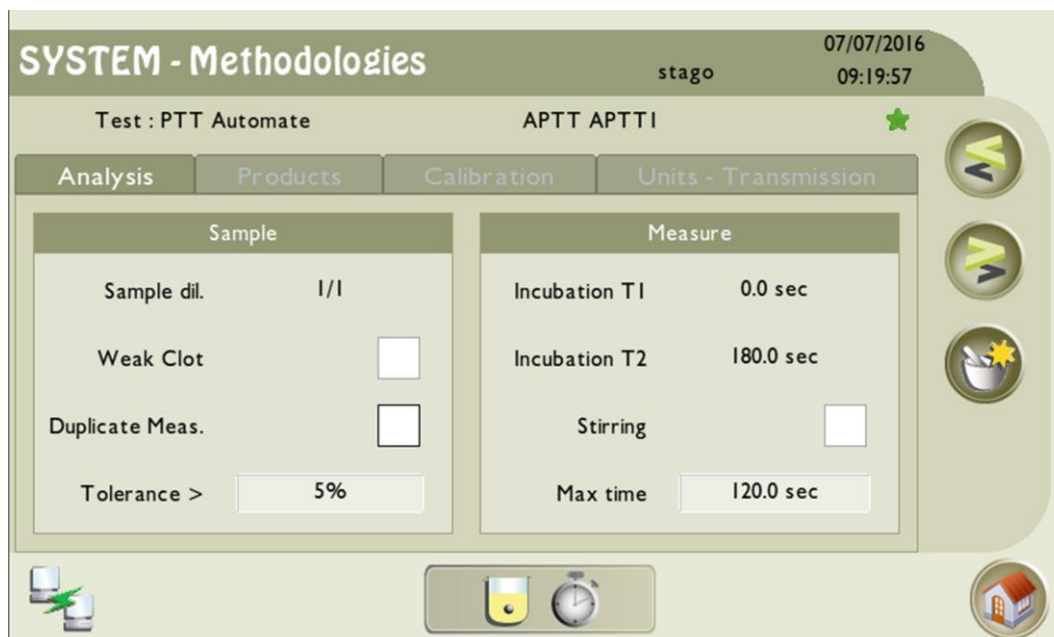 SYSTEM - Methodologies
stago
07/07/2016
09:19:57
Test : PTT Automate
APTT APTT1
Analysis
Products
Calibration
Units - Transmission
Sample
Sample dil.
1/1
Weak Clot
Duplicate Meas.
Tolerance >
5%
Measure
Incubation T1
0.0 sec
Incubation T2
180.0 sec
Stirring
Max time
120.0 sec